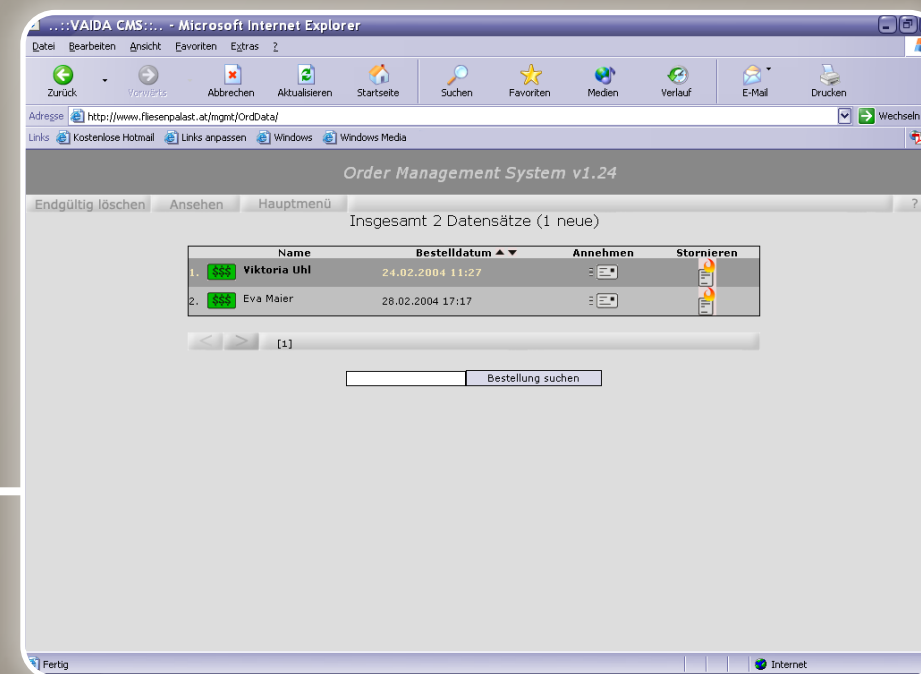 ..::VAIDA CMS::.. - Microsoft Internet Explorer
Datei Bearbeiten Ansicht Favoriten Extras ?
Zurück Vorwärts Abbrechen Aktualisieren Startseite Suchen Favoriten Medien Verlauf E-Mail Drucken
Adresse http://www.fliesenpalast.at/mgmt/OrdData/ Wechseln
Links Kostenlose Hotmail Links anpassen Windows Windows Media
Order Management System v1.24
Endgültig löschen Ansehen Hauptmenü ?
Insgesamt 2 Datensätze (1 neue)
Name Bestelldatum Annehmen Stornieren
1. $$$ Viktoria Uhl 24.02.2004 11:27
2. $$$ Eva Maier 28.02.2004 17:17
< > [1]
Bestellung suchen
Fertig Internet